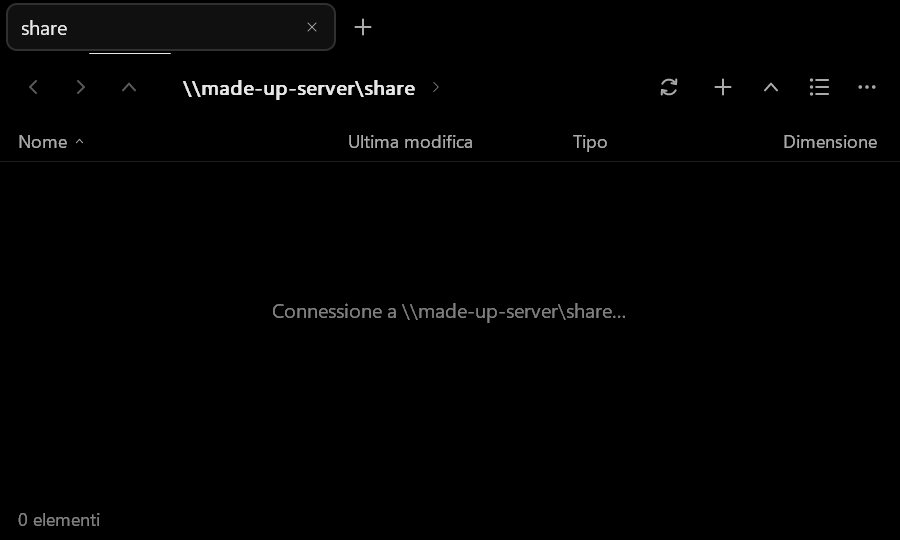 share
\\made-up-server\share
Nome Ultima modifica Tipo Dimensione
Connessione a \\made-up-server\share...
0 elementi